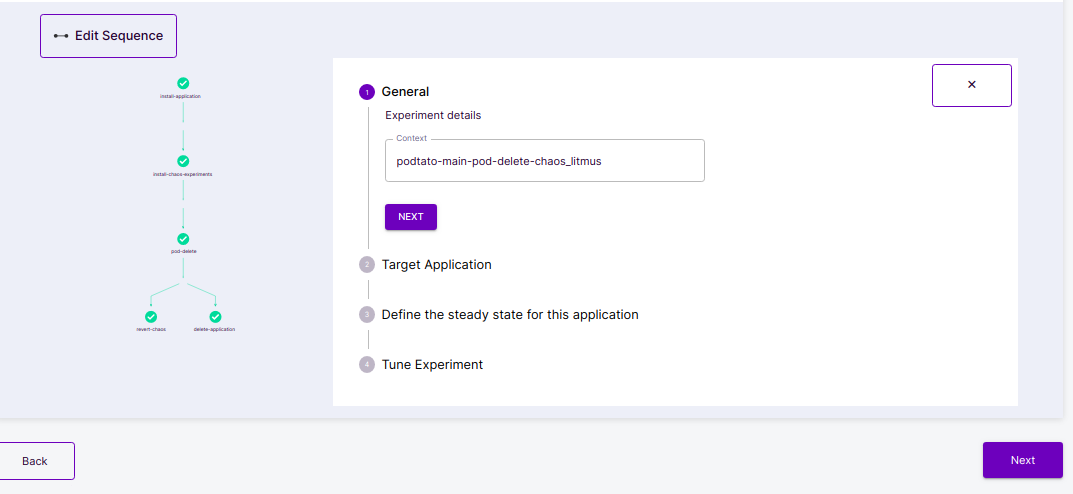 Edit Sequence
install-application
install-chaos-experiments
pod-delete
revert-chaos
delete-application
1 General
Experiment details
Context
podtato-main-pod-delete-chaos_litmus
NEXT
2 Target Application
3 Define the steady state for this application
4 Tune Experiment
Back
Next